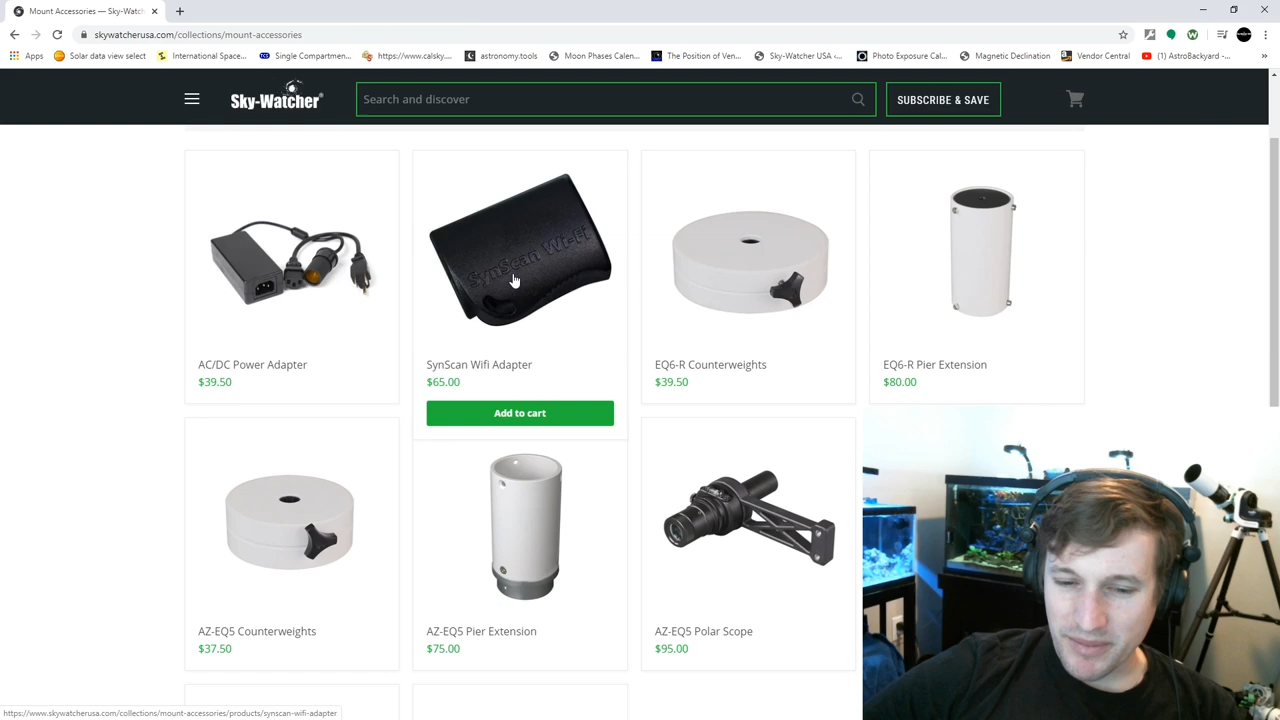 Mount Accessories — Sky-Watch
skywatcherusa.com/collections/mount-accessories
Apps
Solar data view select
International Space...
Single Compartmen...
https://www.calsky....
astronomy.tools
Moon Phases Calen...
The Position of Ven...
Sky-Watcher USA ‹...
Photo Exposure Cal...
Magnetic Declination
Vendor Central
(1) AstroBackyard -...
Sky-Watcher
Search and discover
SUBSCRIBE & SAVE
SynScan Wi-Fi
AC/DC Power Adapter
$39.50
SynScan Wifi Adapter
$65.00
Add to cart
EQ6-R Counterweights
$39.50
EQ6-R Pier Extension
$80.00
AZ-EQ5 Counterweights
$37.50
AZ-EQ5 Pier Extension
$75.00
AZ-EQ5 Polar Scope
$95.00
https://www.skywatcherusa.com/collections/mount-accessories/products/synscan-wifi-adapter